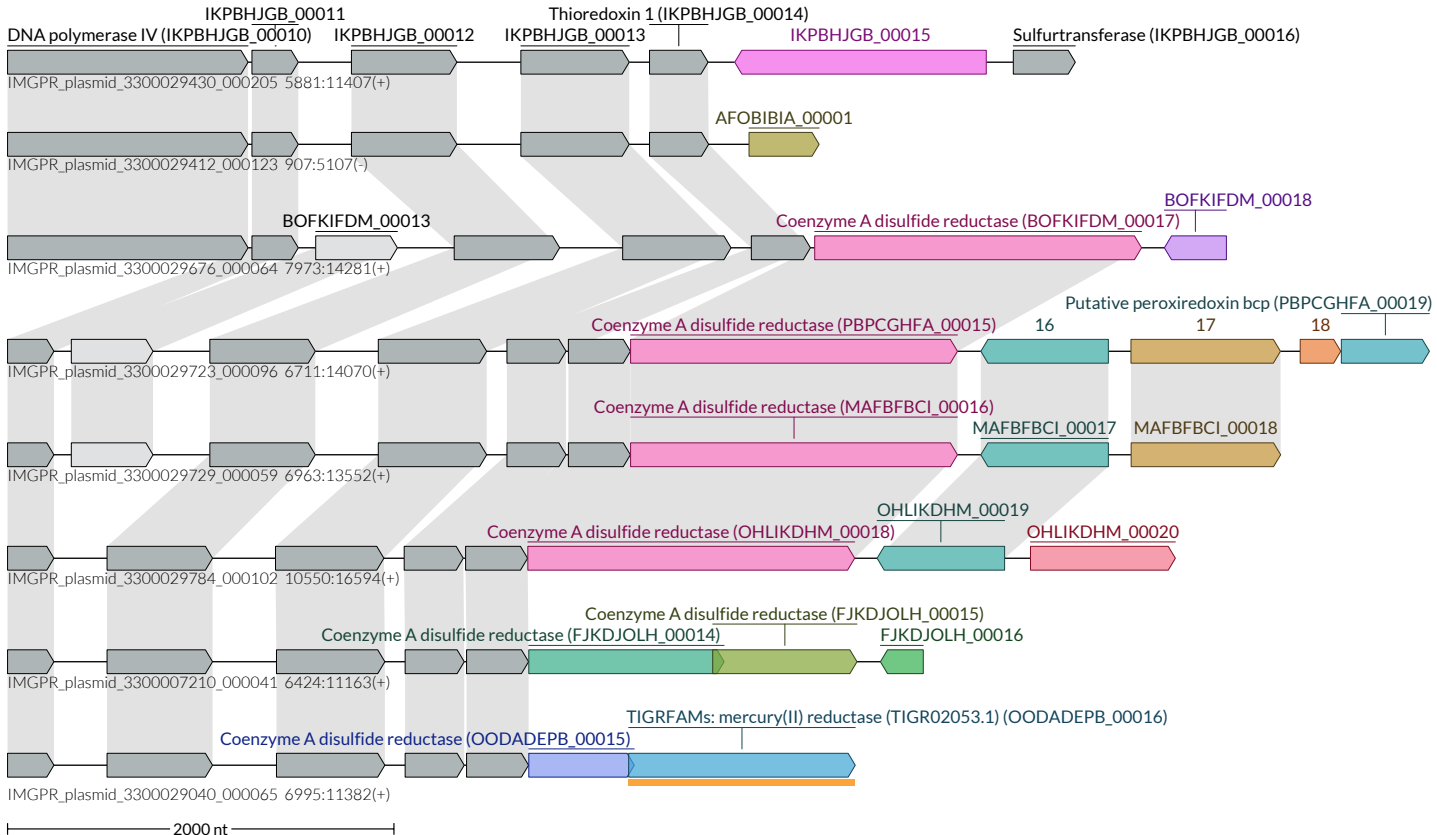 IKPBHJGB_00011
Thioredoxin 1 (IKPBHJGB_00014)
DNA polymerase IV (IKPBHJGB_00010) IKPBHJGB_00012 IKPBHJGB_00013 IKPBHJGB_00015 Sulfurtransferase (IKPBHJGB_00016)
IMGPR_plasmid_3300029430_000205 5881:11407(+)
AFOBIBIA_00001
IMGPR_plasmid_3300029412_000123 907:5107(-)
BOFKIFDM_00018
BOFKIFDM_00013 Coenzyme A disulfide reductase (BOFKIFDM_00017)
IMGPR_plasmid_3300029676_000064 7973:14281(+)
Putative peroxiredoxin bcp (PBPCGHFA_00019)
Coenzyme A disulfide reductase (PBPCGHFA_00015) 16 17 18
IMGPR_plasmid_3300029723_000096 6711:14070(+)
Coenzyme A disulfide reductase (MAFBFBCI_00016)
MAFBFBCI_00017 MAFBFBCI_00018
IMGPR_plasmid_3300029729_000059 6963:13552(+)
OHLIKDHM_00019
Coenzyme A disulfide reductase (OHLIKDHM_00018) OHLIKDHM_00020
IMGPR_plasmid_3300029784_000102 10550:16594(+)
Coenzyme A disulfide reductase (FJKDJOLH_00015)
Coenzyme A disulfide reductase (FJKDJOLH_00014) FJKDJOLH_00016
IMGPR_plasmid_3300007210_000041 6424:11163(+)
TIGRFAMs: mercury(II) reductase (TIGR02053.1) (OODADEPB_00016)
Coenzyme A disulfide reductase (OODADEPB_00015)
IMGPR_plasmid_3300029040_000065 6995:11382(+)
2000 nt